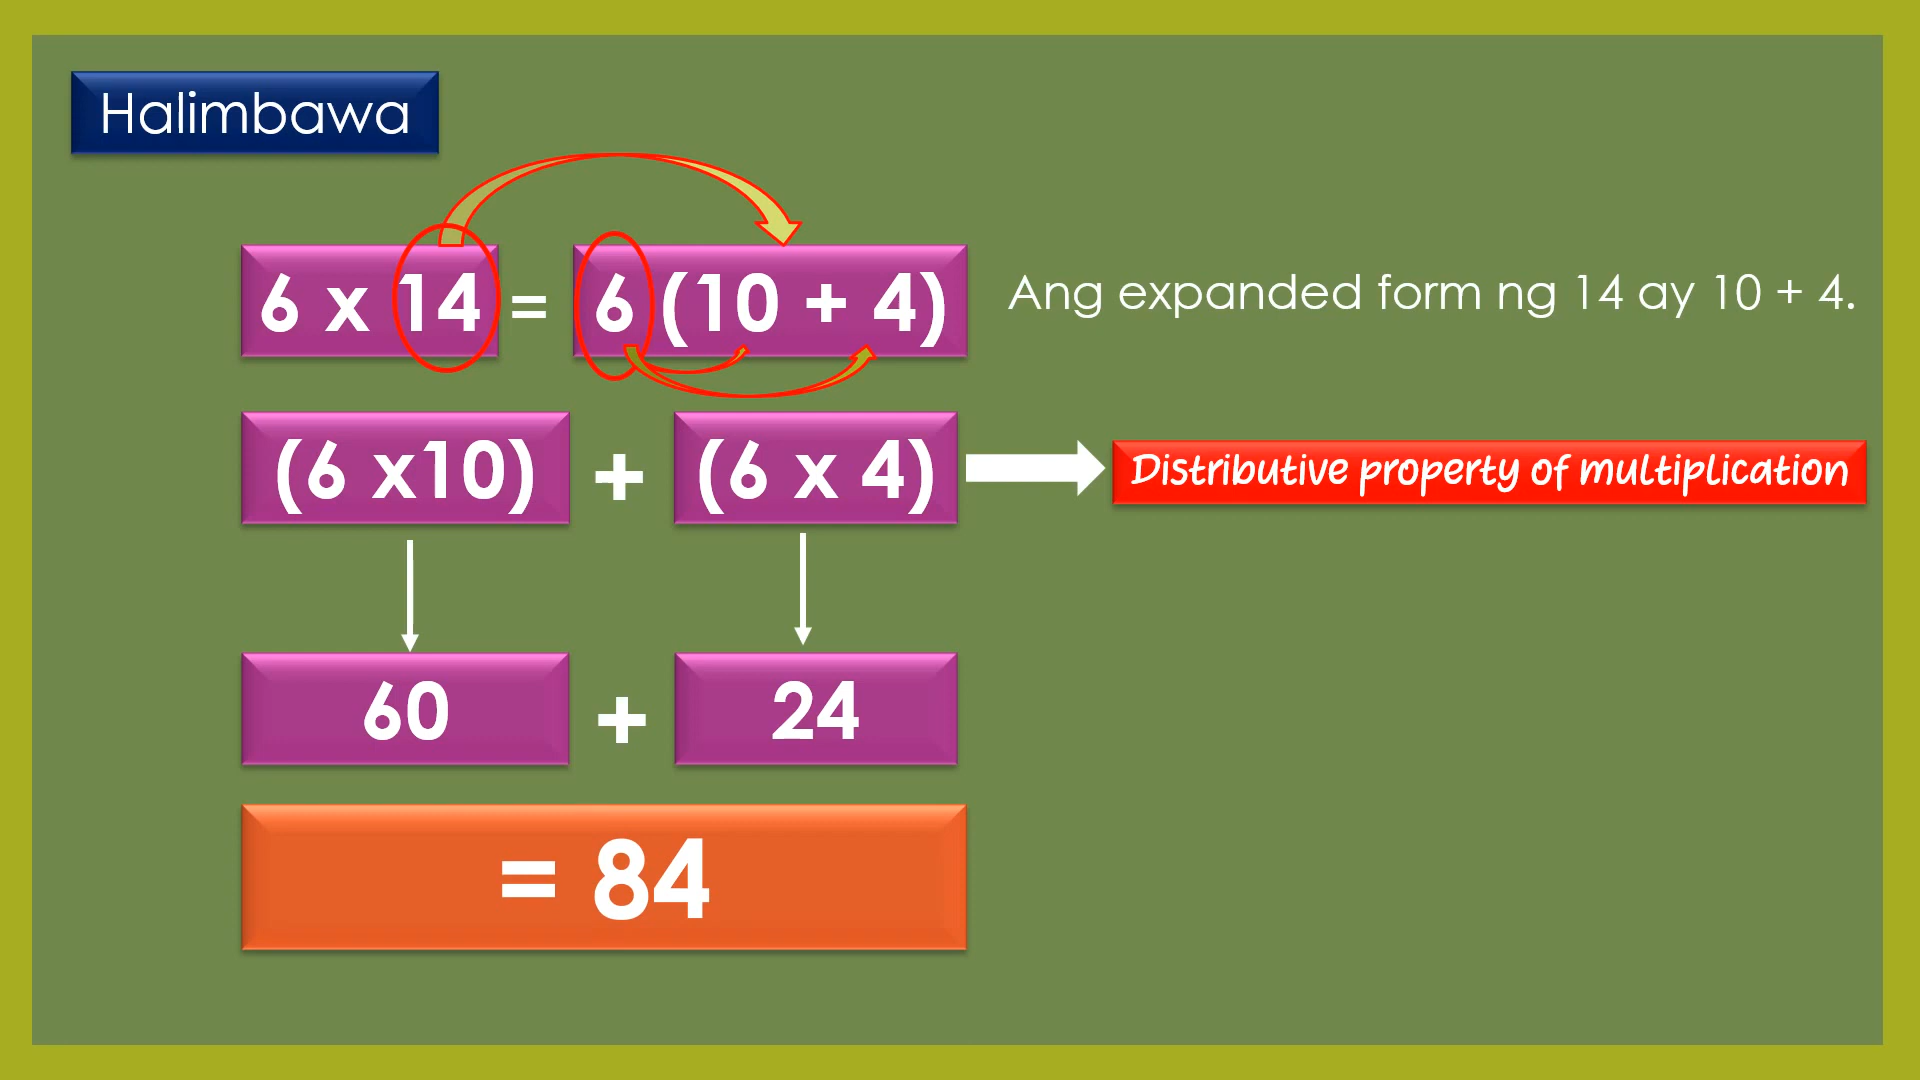 Halimbawa
6 x 14 = 6 (10 + 4)
Ang expanded form ng 14 ay 10 + 4.
(6 x10) + (6 x 4)
Distributive property of multiplication
60 + 24
= 84